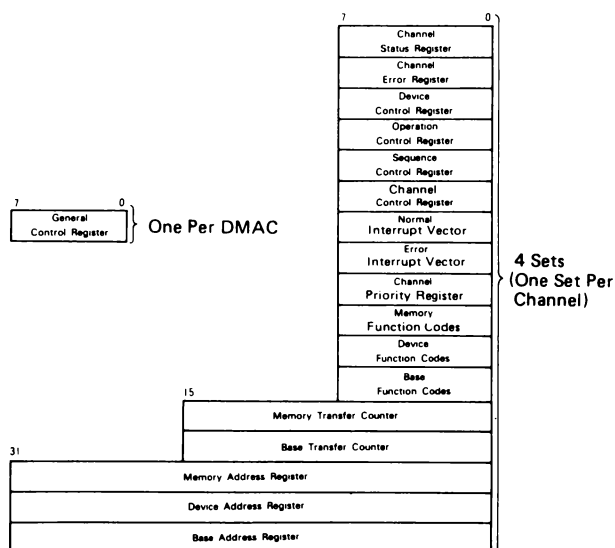 7 0
Channel
Status Register
Channel
Error Register
Device
Control Register
Operation
Control Register
Sequence
Control Register
Channel
Control Register
Normal
Interrupt Vector
Error
Interrupt Vector
Channel
Priority Register
Memory
Function Codes
Device
Function Codes
Base
Function Codes
7 0
General
Control Register
One Per DMAC
4 Sets
(One Set Per
Channel)
15
Memory Transfer Counter
Base Transfer Counter
31
Memory Address Register
Device Address Register
Base Address Register